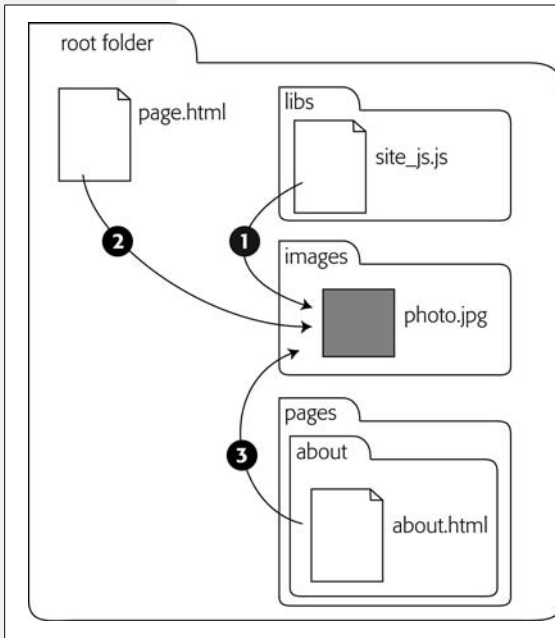 root folder
page.html
libs
site_js.js
1
2
images
photo.jpg
pages
3
about
about.html